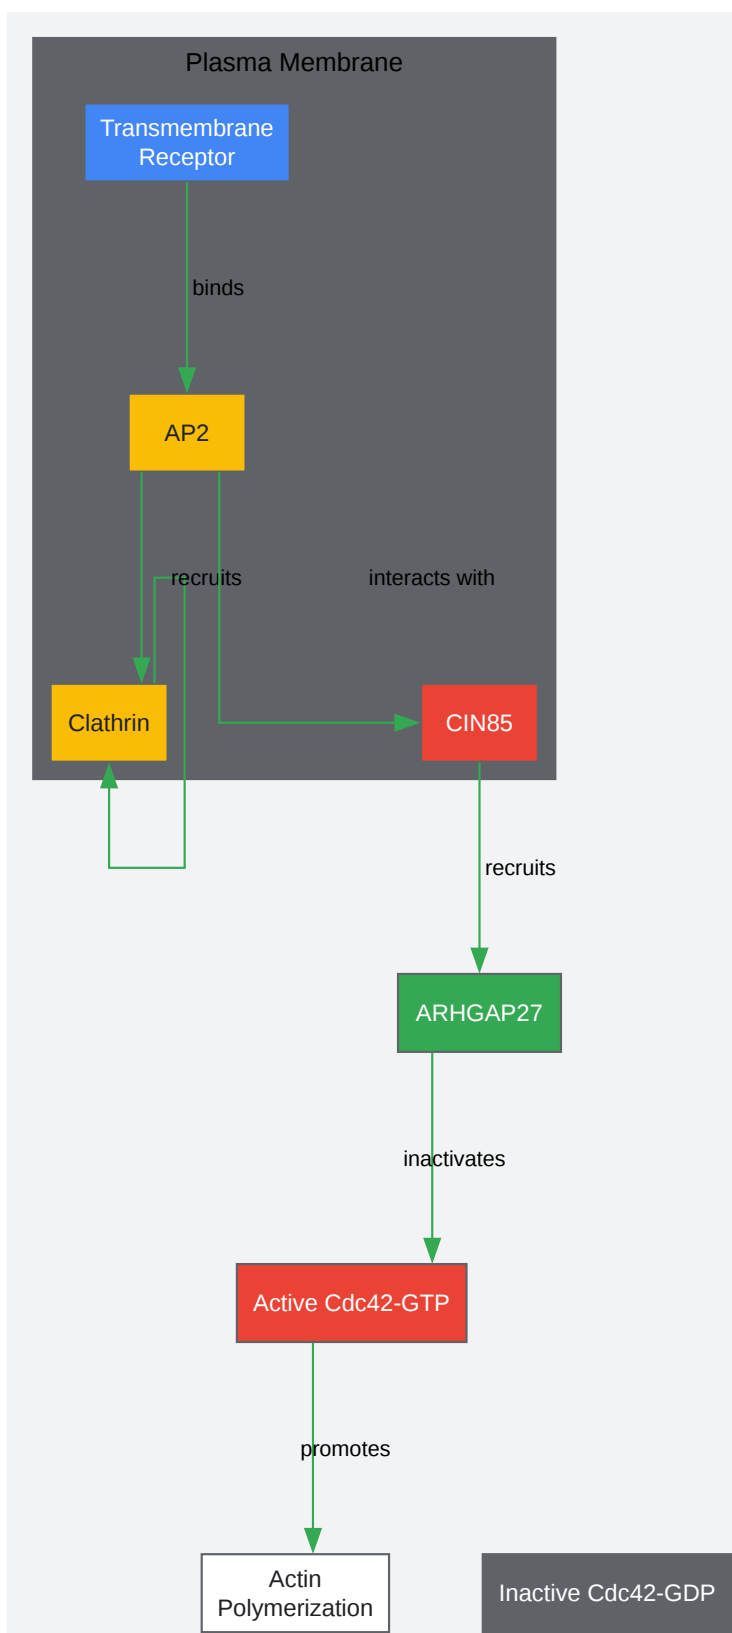 Plasma Membrane
Transmembrane
Receptor
binds
AP2
recruits
interacts with
Clathrin
CIN85
recruits
ARHGAP27
inactivates
Active Cdc42-GTP
promotes
Actin
Polymerization
Inactive Cdc42-GDP